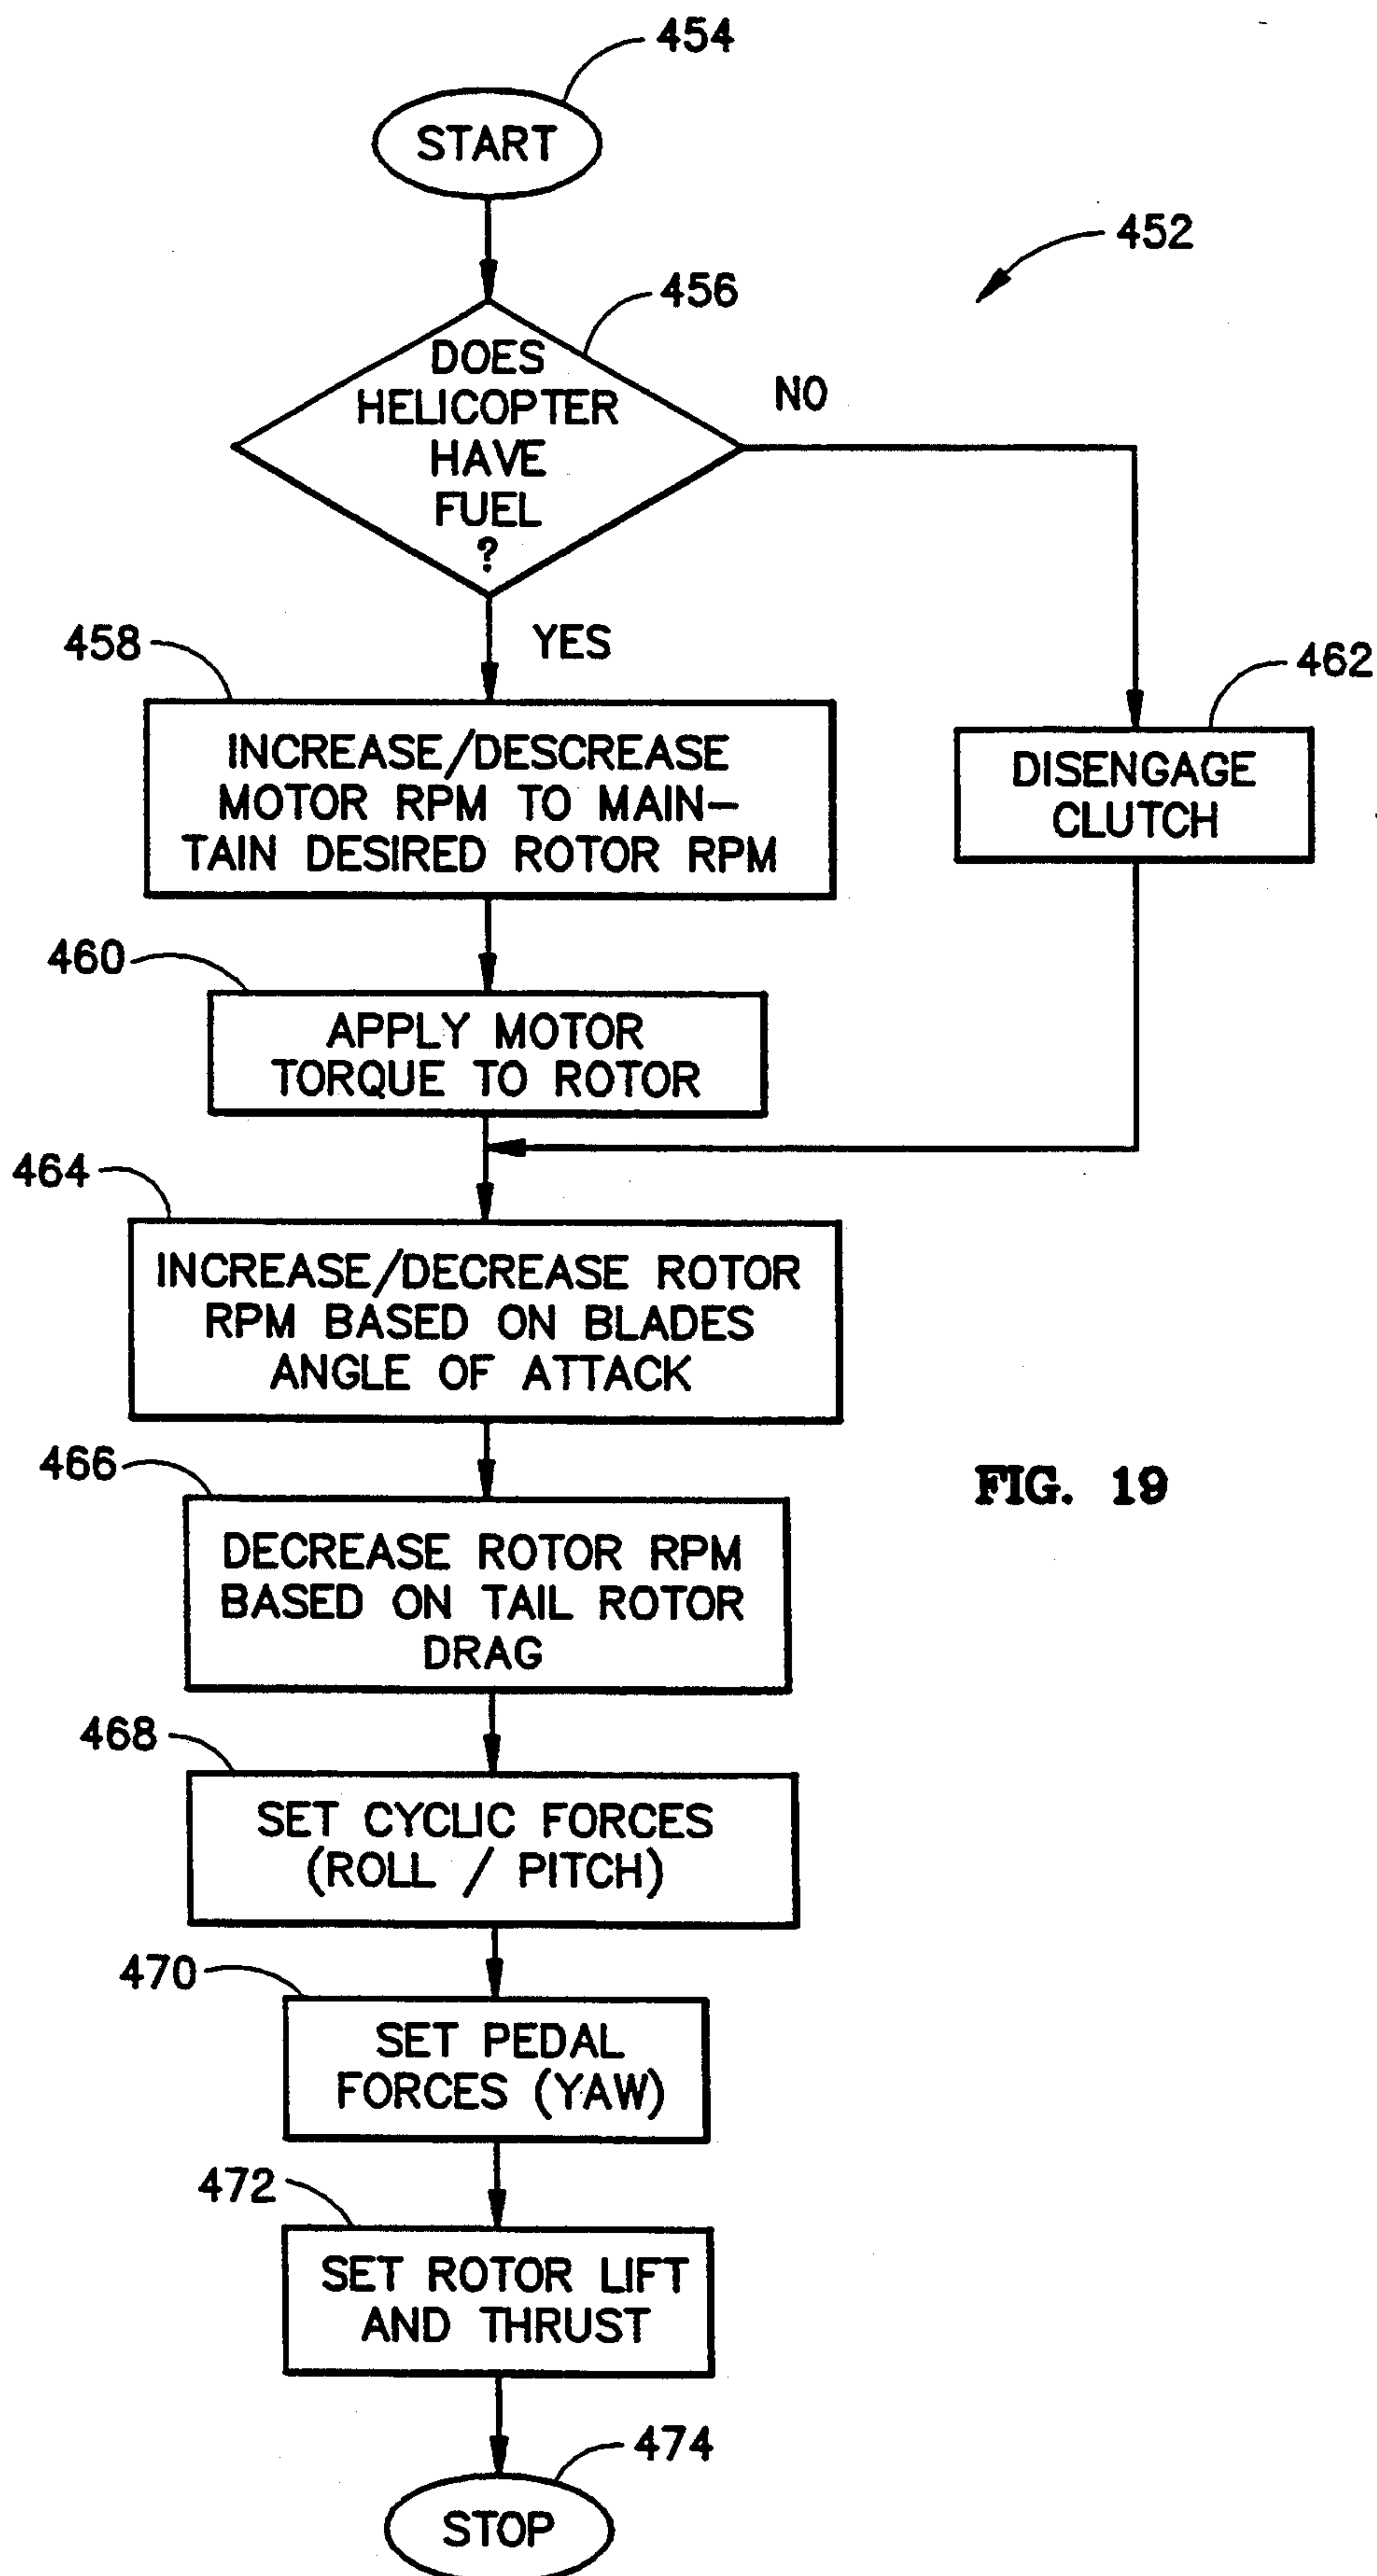 454
START
452
456
DOES
HELICOPTER
HAVE
FUEL
?
NO
YES
458
462
INCREASE/DESCREASE
MOTOR RPM TO MAIN-
TAIN DESIRED ROTOR RPM
DISENGAGE
CLUTCH
460
APPLY MOTOR
TORQUE TO ROTOR
464
INCREASE/DECREASE ROTOR
RPM BASED ON BLADES
ANGLE OF ATTACK
466
FIG. 19
DECREASE ROTOR RPM
BASED ON TAIL ROTOR
DRAG
468
SET CYCLIC FORCES
(ROLL / PITCH)
470
SET PEDAL
FORCES (YAW)
472
SET ROTOR LIFT
AND THRUST
474
STOP